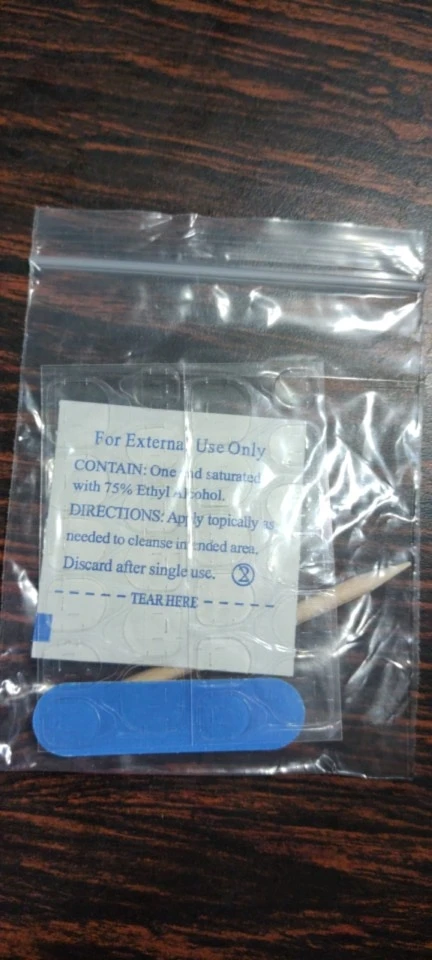 For External Use Only
CONTAIN: One saturated
with 75% Ethyl Alcohol.
DIRECTIONS: Apply topically as
needed to cleanse intended area.
Discard after single use.
TEAR HERE